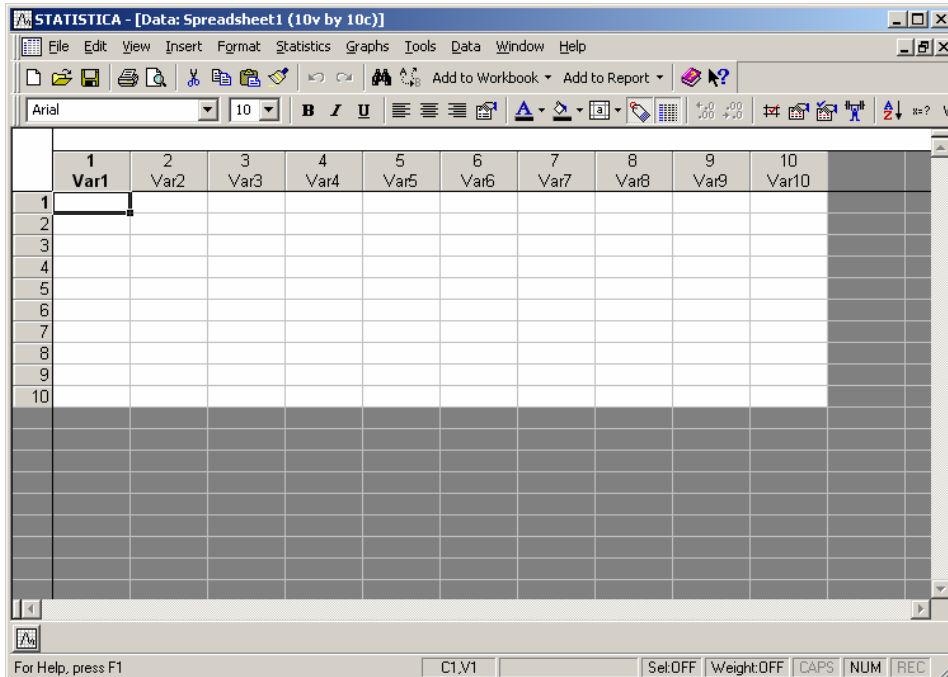 STATISTICA - [Data: Spreadsheet1 (10v by 10c)]
File Edit View Insert Format Statistics Graphs Tools Data Window Help
Add to Workbook Add to Report
Arial 10 B I U A A Z x=?
1 2 3 4 5 6 7 8 9 10
Var1 Var2 Var3 Var4 Var5 Var6 Var7 Var8 Var9 Var10
1
2
3
4
5
6
7
8
9
10
For Help, press F1 C1,V1 Sel:OFF Weight:OFF CAPS NUM REC